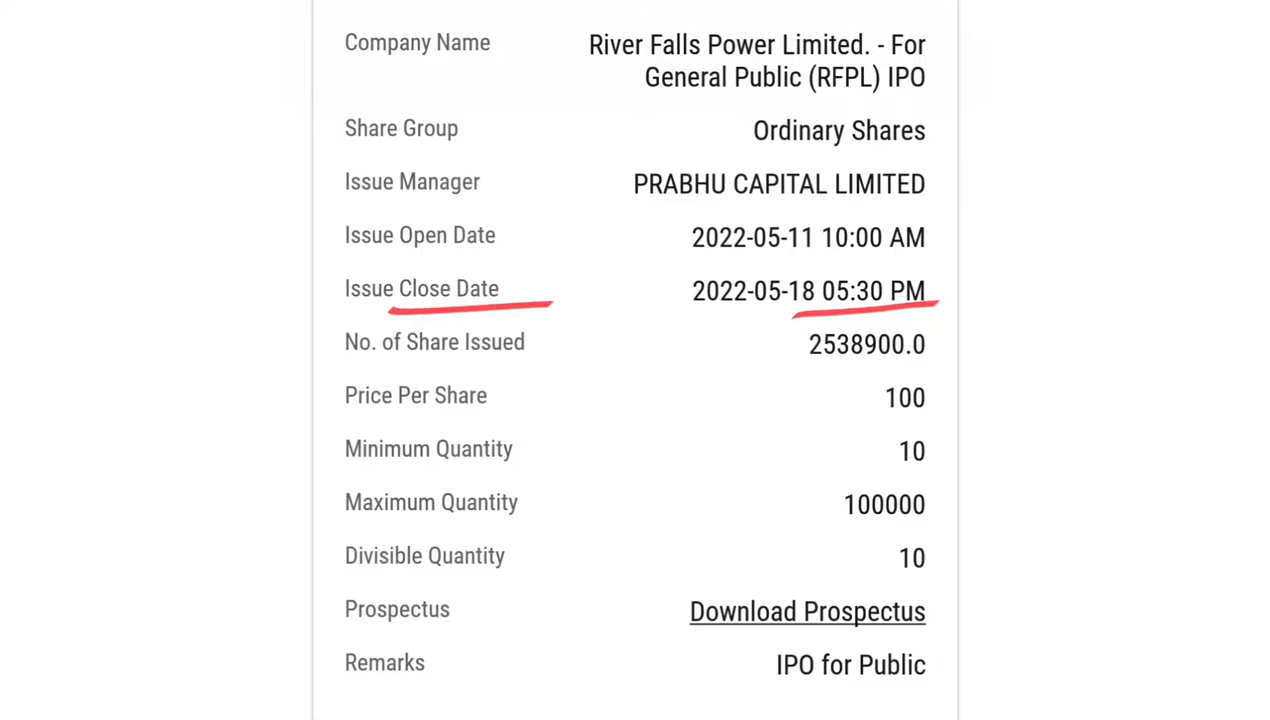 Company Name
River Falls Power Limited. - For
General Public (RFPL) IPO
Share Group
Ordinary Shares
Issue Manager
PRABHU CAPITAL LIMITED
Issue Open Date
2022-05-11 10:00 AM
Issue Close Date
2022-05-18 05:30 PM
No. of Share Issued
2538900.0
Price Per Share
100
Minimum Quantity
10
Maximum Quantity
100000
Divisible Quantity
10
Prospectus
Download Prospectus
Remarks
IPO for Public